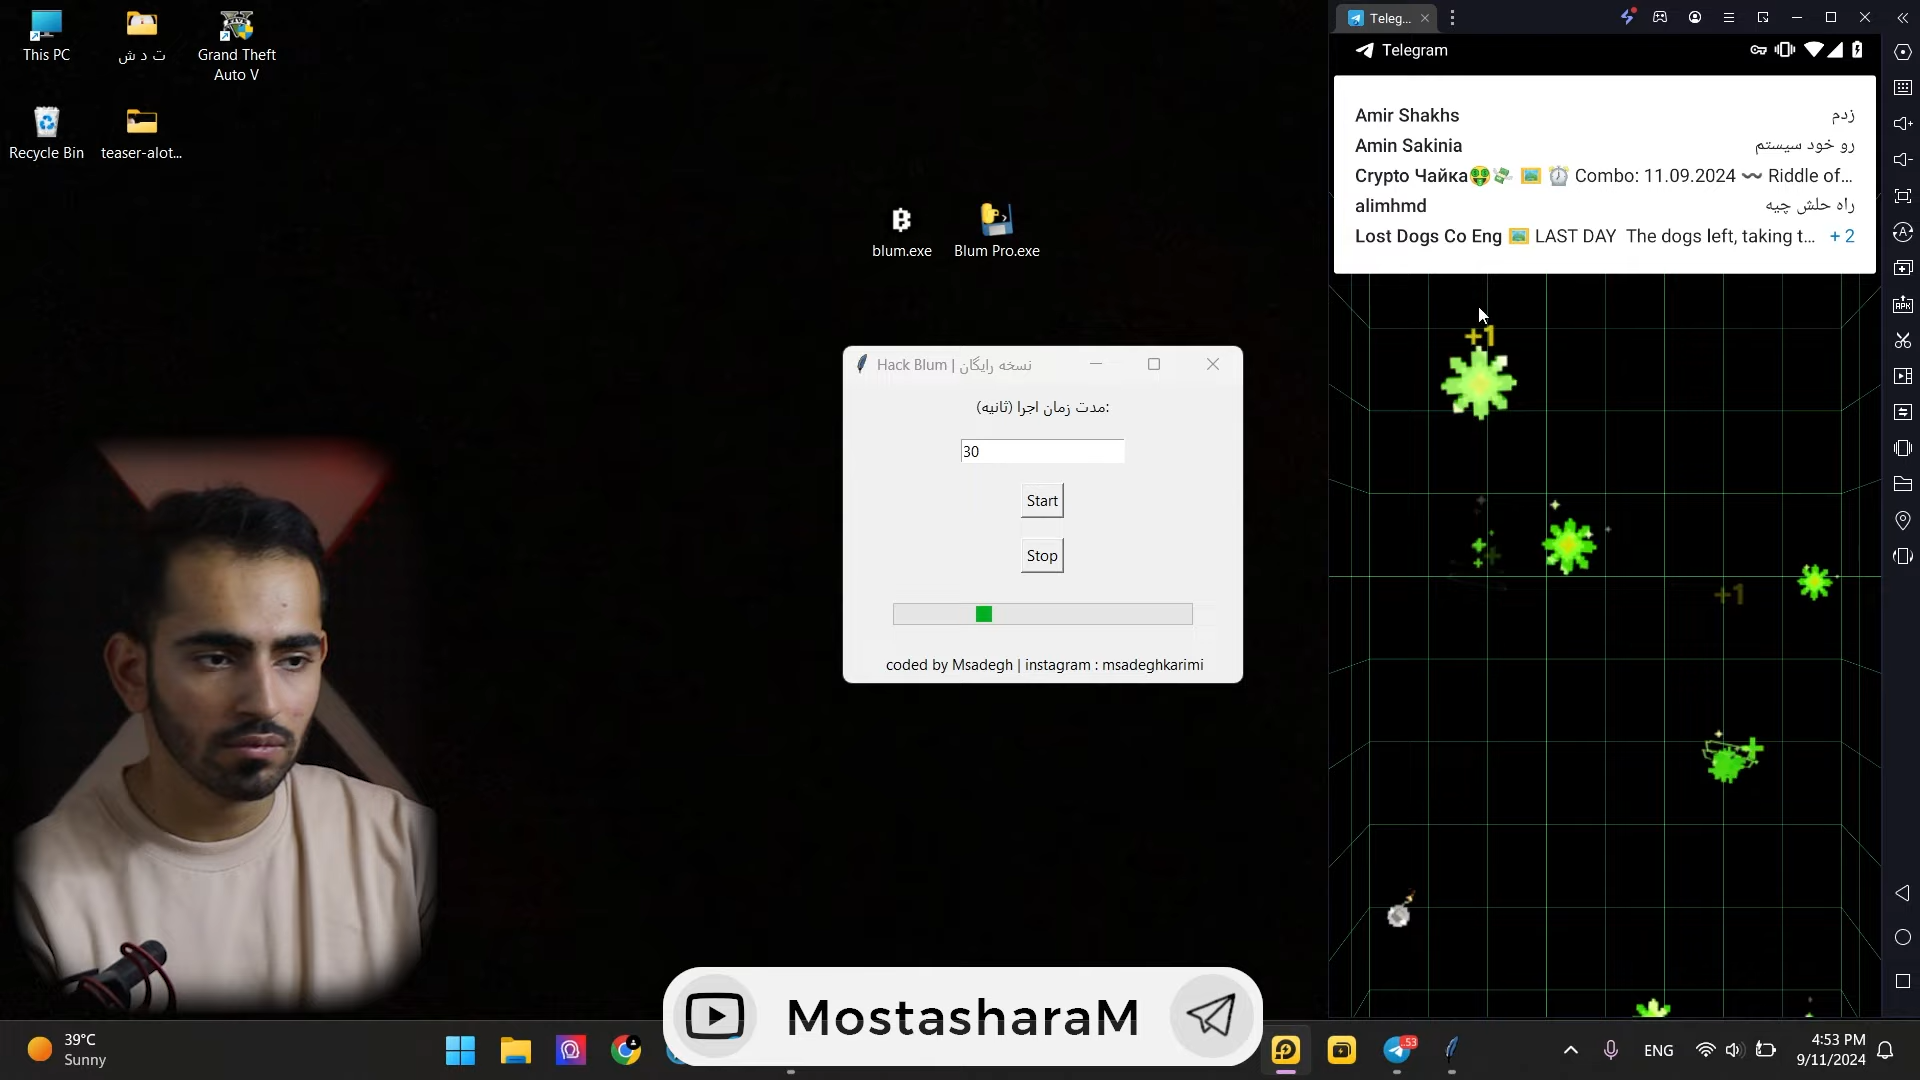 This PC
ت د ش
Grand Theft
Auto V
Recycle Bin
teaser-alot...
blum.exe
Blum Pro.exe
Hack Blum | نسخه رایگان
مدت زمان اجرا (ثانیه):
30
Start
Stop
coded by Msadegh | instagram : msadeghkarimi
Teleg...
Telegram
Amir Shakhs زدم
Amin Sakinia رو خود سیستم
Crypto Чайка🤑💸 🖼️ ⏰ Combo: 11.09.2024 〰️ Riddle of...
alimhmd راه حلش چیه
Lost Dogs Co Eng 🖼️ LAST DAY The dogs left, taking t... + 2
+1
+1
APK
MostasharaM
39°C
Sunny
53
ENG
4:53 PM
9/11/2024